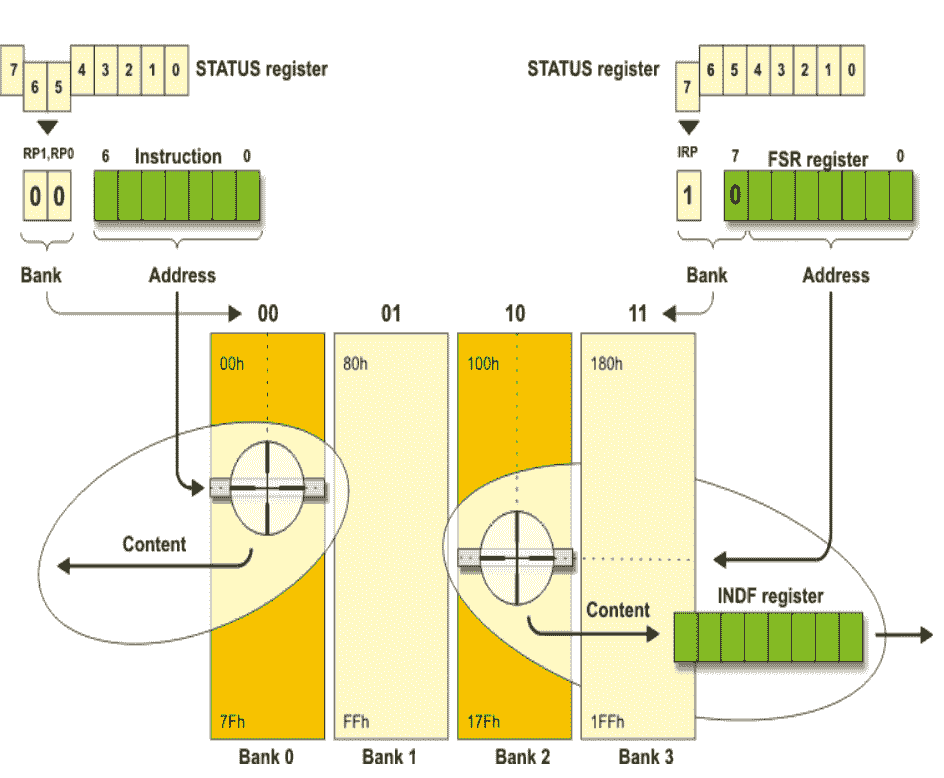 7 6 5 4 3 2 1 0 STATUS register
STATUS register 7 6 5 4 3 2 1 0
RP1,RP0 6 Instruction 0
IRP 7 FSR register 0
0 0
1 0
Bank Address
Bank Address
00 01 10 11
00h 80h 100h 180h
Content
INDF register
Content
7Fh FFh 17Fh 1FFh
Bank 0 Bank 1 Bank 2 Bank 3